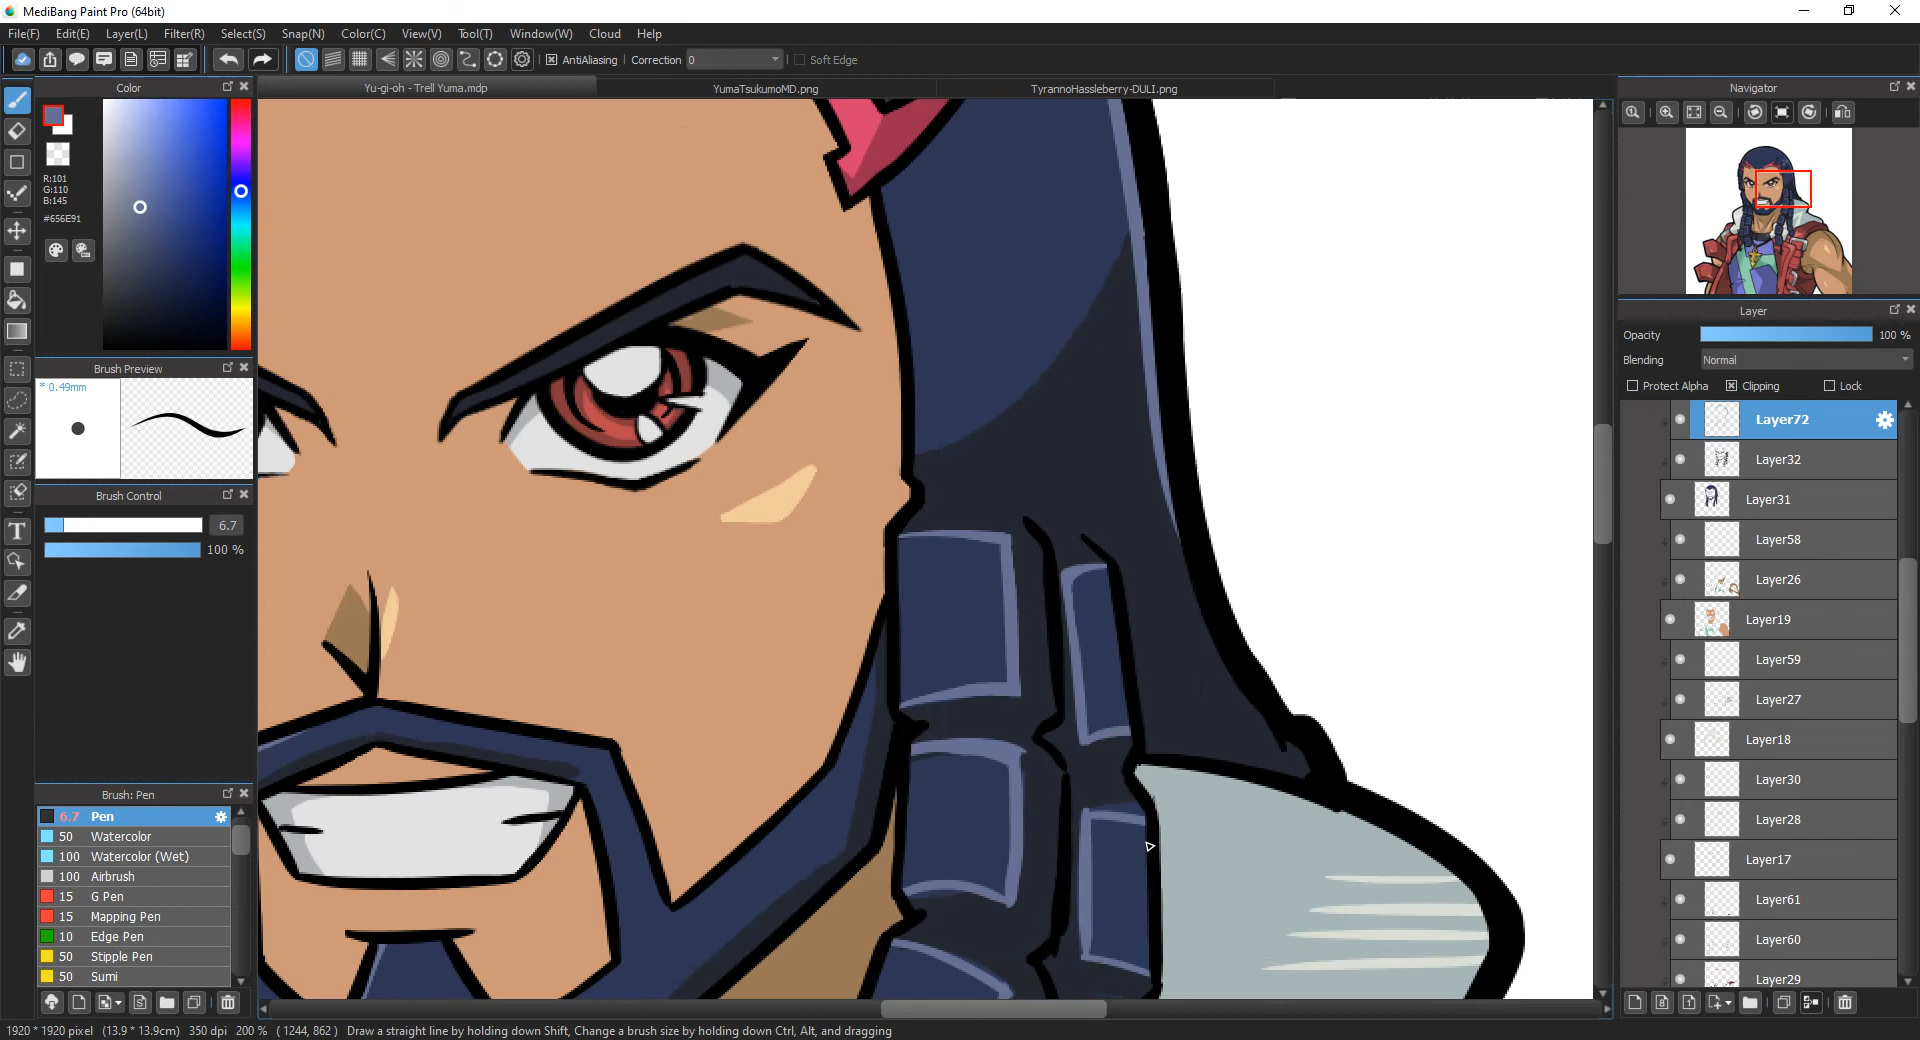 MediBang Paint Pro (64bit)
File(F) Edit(E) Layer(L) Filter(R) Select(S) Snap(N) Color(C) View(V) Tool(T) Window(W) Cloud Help
AntiAliasing Correction 0 Soft Edge
Color
Yu-gi-oh - Trell Yuma.mdp YumaTsukumoMD.png TyrannoHassleberry-DULI.png
Navigator
R:101
G:110
B:145
#656E91
Layer
Opacity 100 %
Blending Normal
Protect Alpha Clipping Lock
Brush Preview
* 0.49mm
Brush Control
6.7
100 %
Brush: Pen
6.7 Pen
50 Watercolor
100 Watercolor (Wet)
100 Airbrush
15 G Pen
15 Mapping Pen
10 Edge Pen
50 Stipple Pen
50 Sumi
Layer72
Layer32
Layer31
Layer58
Layer26
Layer19
Layer59
Layer27
Layer18
Layer30
Layer28
Layer17
Layer61
Layer60
Layer29
1920 * 1920 pixel (13.9 * 13.9cm) 350 dpi 200 % ( 1244, 862 ) Draw a straight line by holding down Shift, Change a brush size by holding down Ctrl, Alt, and dragging